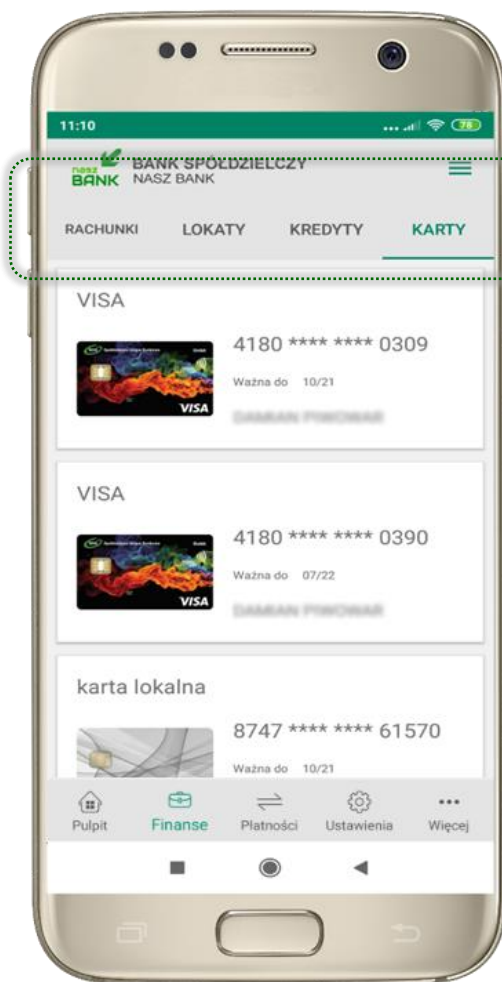 11:10
78
nasz
BANK
BANK SPÓŁDZIELCZY
NASZ BANK
RACHUNKI LOKATY KREDYTY KARTY
VISA
4180 **** **** 0309
Ważna do 10/21
VISA
VISA
4180 **** **** 0390
Ważna do 07/22
VISA
karta lokalna
8747 **** **** 61570
Ważna do 10/21
Pulpit Finanse Płatności Ustawienia Więcej